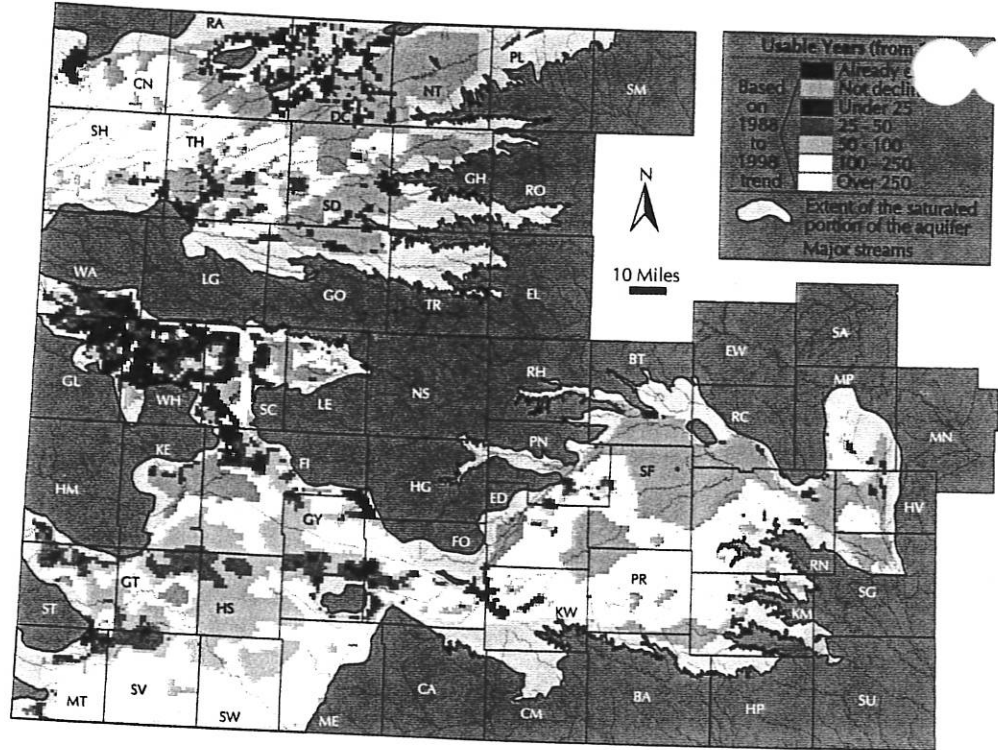 RA
PL
CN
NT
SM
DC
SH
TH
GH
RO
SD
WA
LG
GO
TR
EL
GL
WH
SC
LE
NS
RH
BT
EW
SA
RC
MP
MN
KE
FI
PN
HM
HG
ED
SF
HV
GY
FO
RN
GT
HS
PR
KM
SG
ST
KW
MT
SV
SW
ME
CA
CM
BA
HP
SU
N
10 Miles
Usable Years (from
Already
Not
Under 25
25 - 50
50 - 100
100 - 250
Over 250
Based
on
1988
to
1998
trend
Extent of the saturated
portion of the aquifer
Major streams